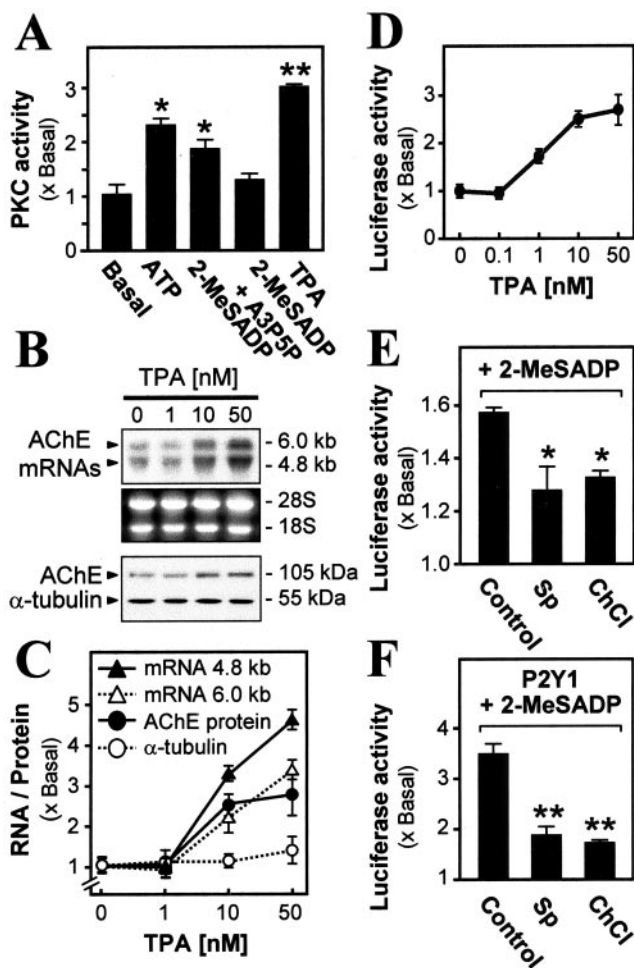 A
PKC activity
(x Basal)
3
2
1
0
*
*
**
Basal
ATP
2-MeSADP
2-MeSADP
+ A3P5P
TPA
B
TPA [nM]
0 1 10 50
AChE
mRNAs
- 6.0 kb
- 4.8 kb
- 28S
- 18S
AChE
α-tubulin
- 105 kDa
- 55 kDa
C
mRNA 4.8 kb
mRNA 6.0 kb
AChE protein
α-tubulin
RNA / Protein
(x Basal)
5
4
3
2
1
0 1 10 50
TPA [nM]
D
Luciferase activity
(x Basal)
3
2
1
0
0 0.1 1 10 50
TPA [nM]
E
+ 2-MeSADP
Luciferase activity
(x Basal)
1.6
1.4
1.2
1.0
*
*
Control
Sp
ChCl
F
P2Y1
+ 2-MeSADP
Luciferase activity
(x Basal)
4
3
2
1
**
**
Control
Sp
ChCl